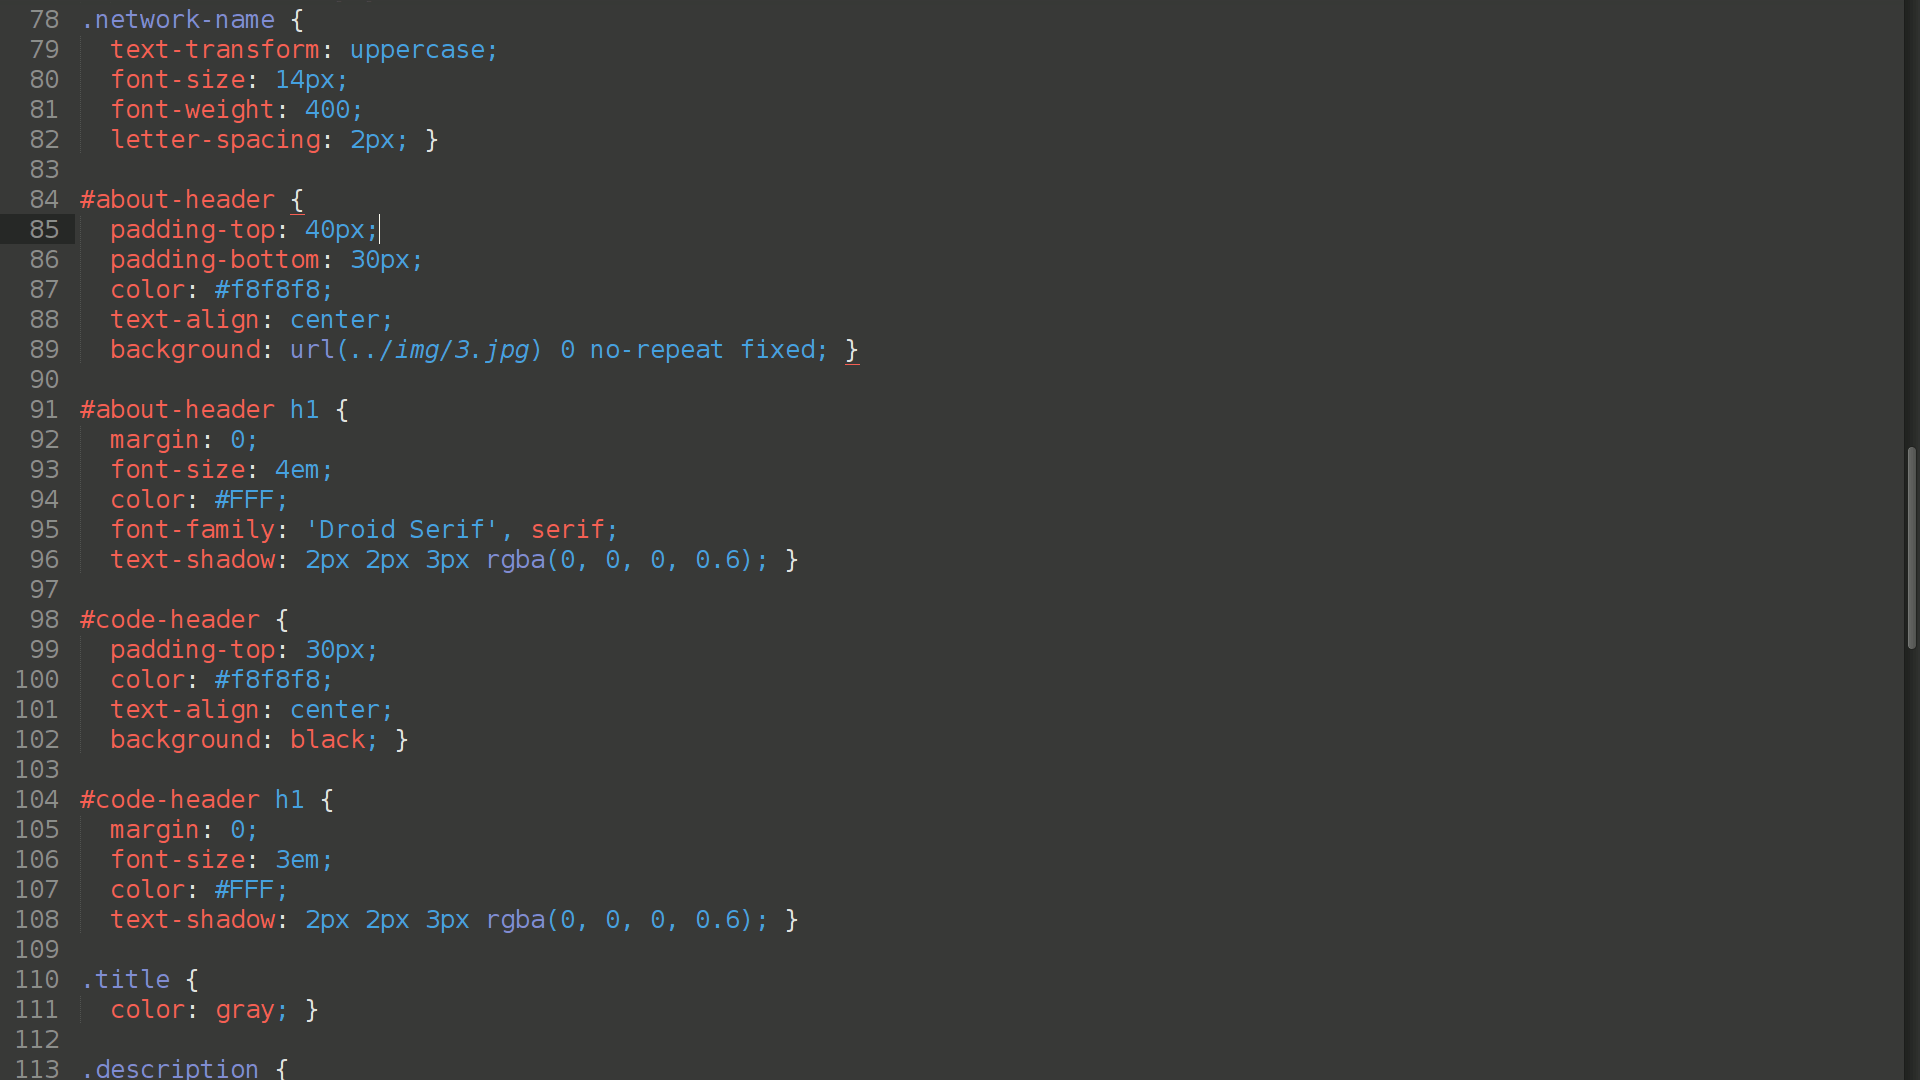 78 .network-name {
79 text-transform: uppercase;
80 font-size: 14px;
81 font-weight: 400;
82 letter-spacing: 2px; }
83
84 #about-header {
85 padding-top: 40px;
86 padding-bottom: 30px;
87 color: #f8f8f8;
88 text-align: center;
89 background: url(../img/3.jpg) 0 no-repeat fixed; }
90
91 #about-header h1 {
92 margin: 0;
93 font-size: 4em;
94 color: #FFF;
95 font-family: 'Droid Serif', serif;
96 text-shadow: 2px 2px 3px rgba(0, 0, 0, 0.6); }
97
98 #code-header {
99 padding-top: 30px;
100 color: #f8f8f8;
101 text-align: center;
102 background: black; }
103
104 #code-header h1 {
105 margin: 0;
106 font-size: 3em;
107 color: #FFF;
108 text-shadow: 2px 2px 3px rgba(0, 0, 0, 0.6); }
109
110 .title {
111 color: gray; }
112
113 .description {